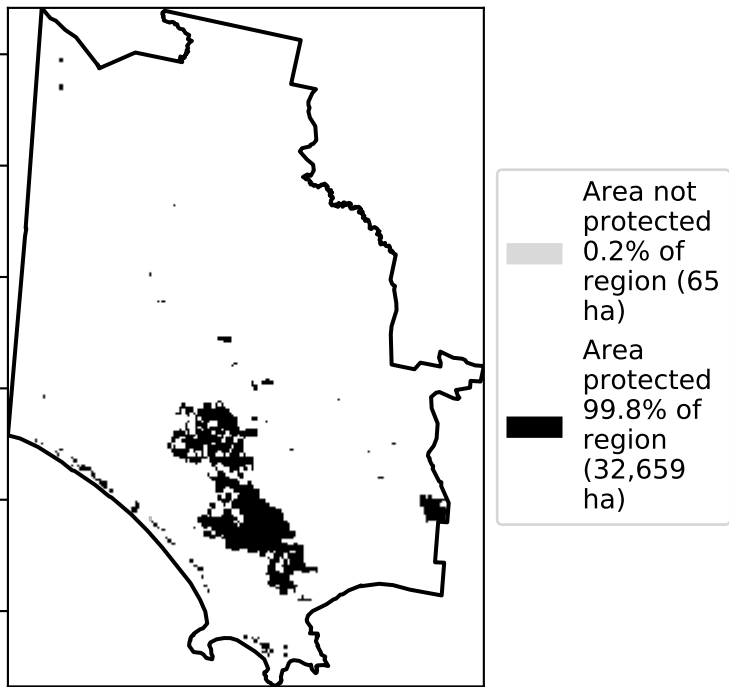 Area not
protected
0.2% of
region (65
ha)
Area
protected
99.8% of
region
(32,659
ha)